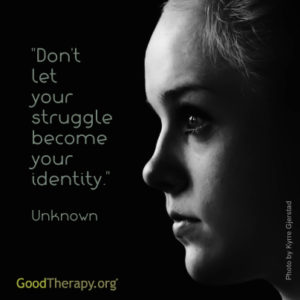 "Don't
let
your
struggle
become
your
identity."
Unknown
GoodTherapy.org®
Photo by Kyrre Gjerstad